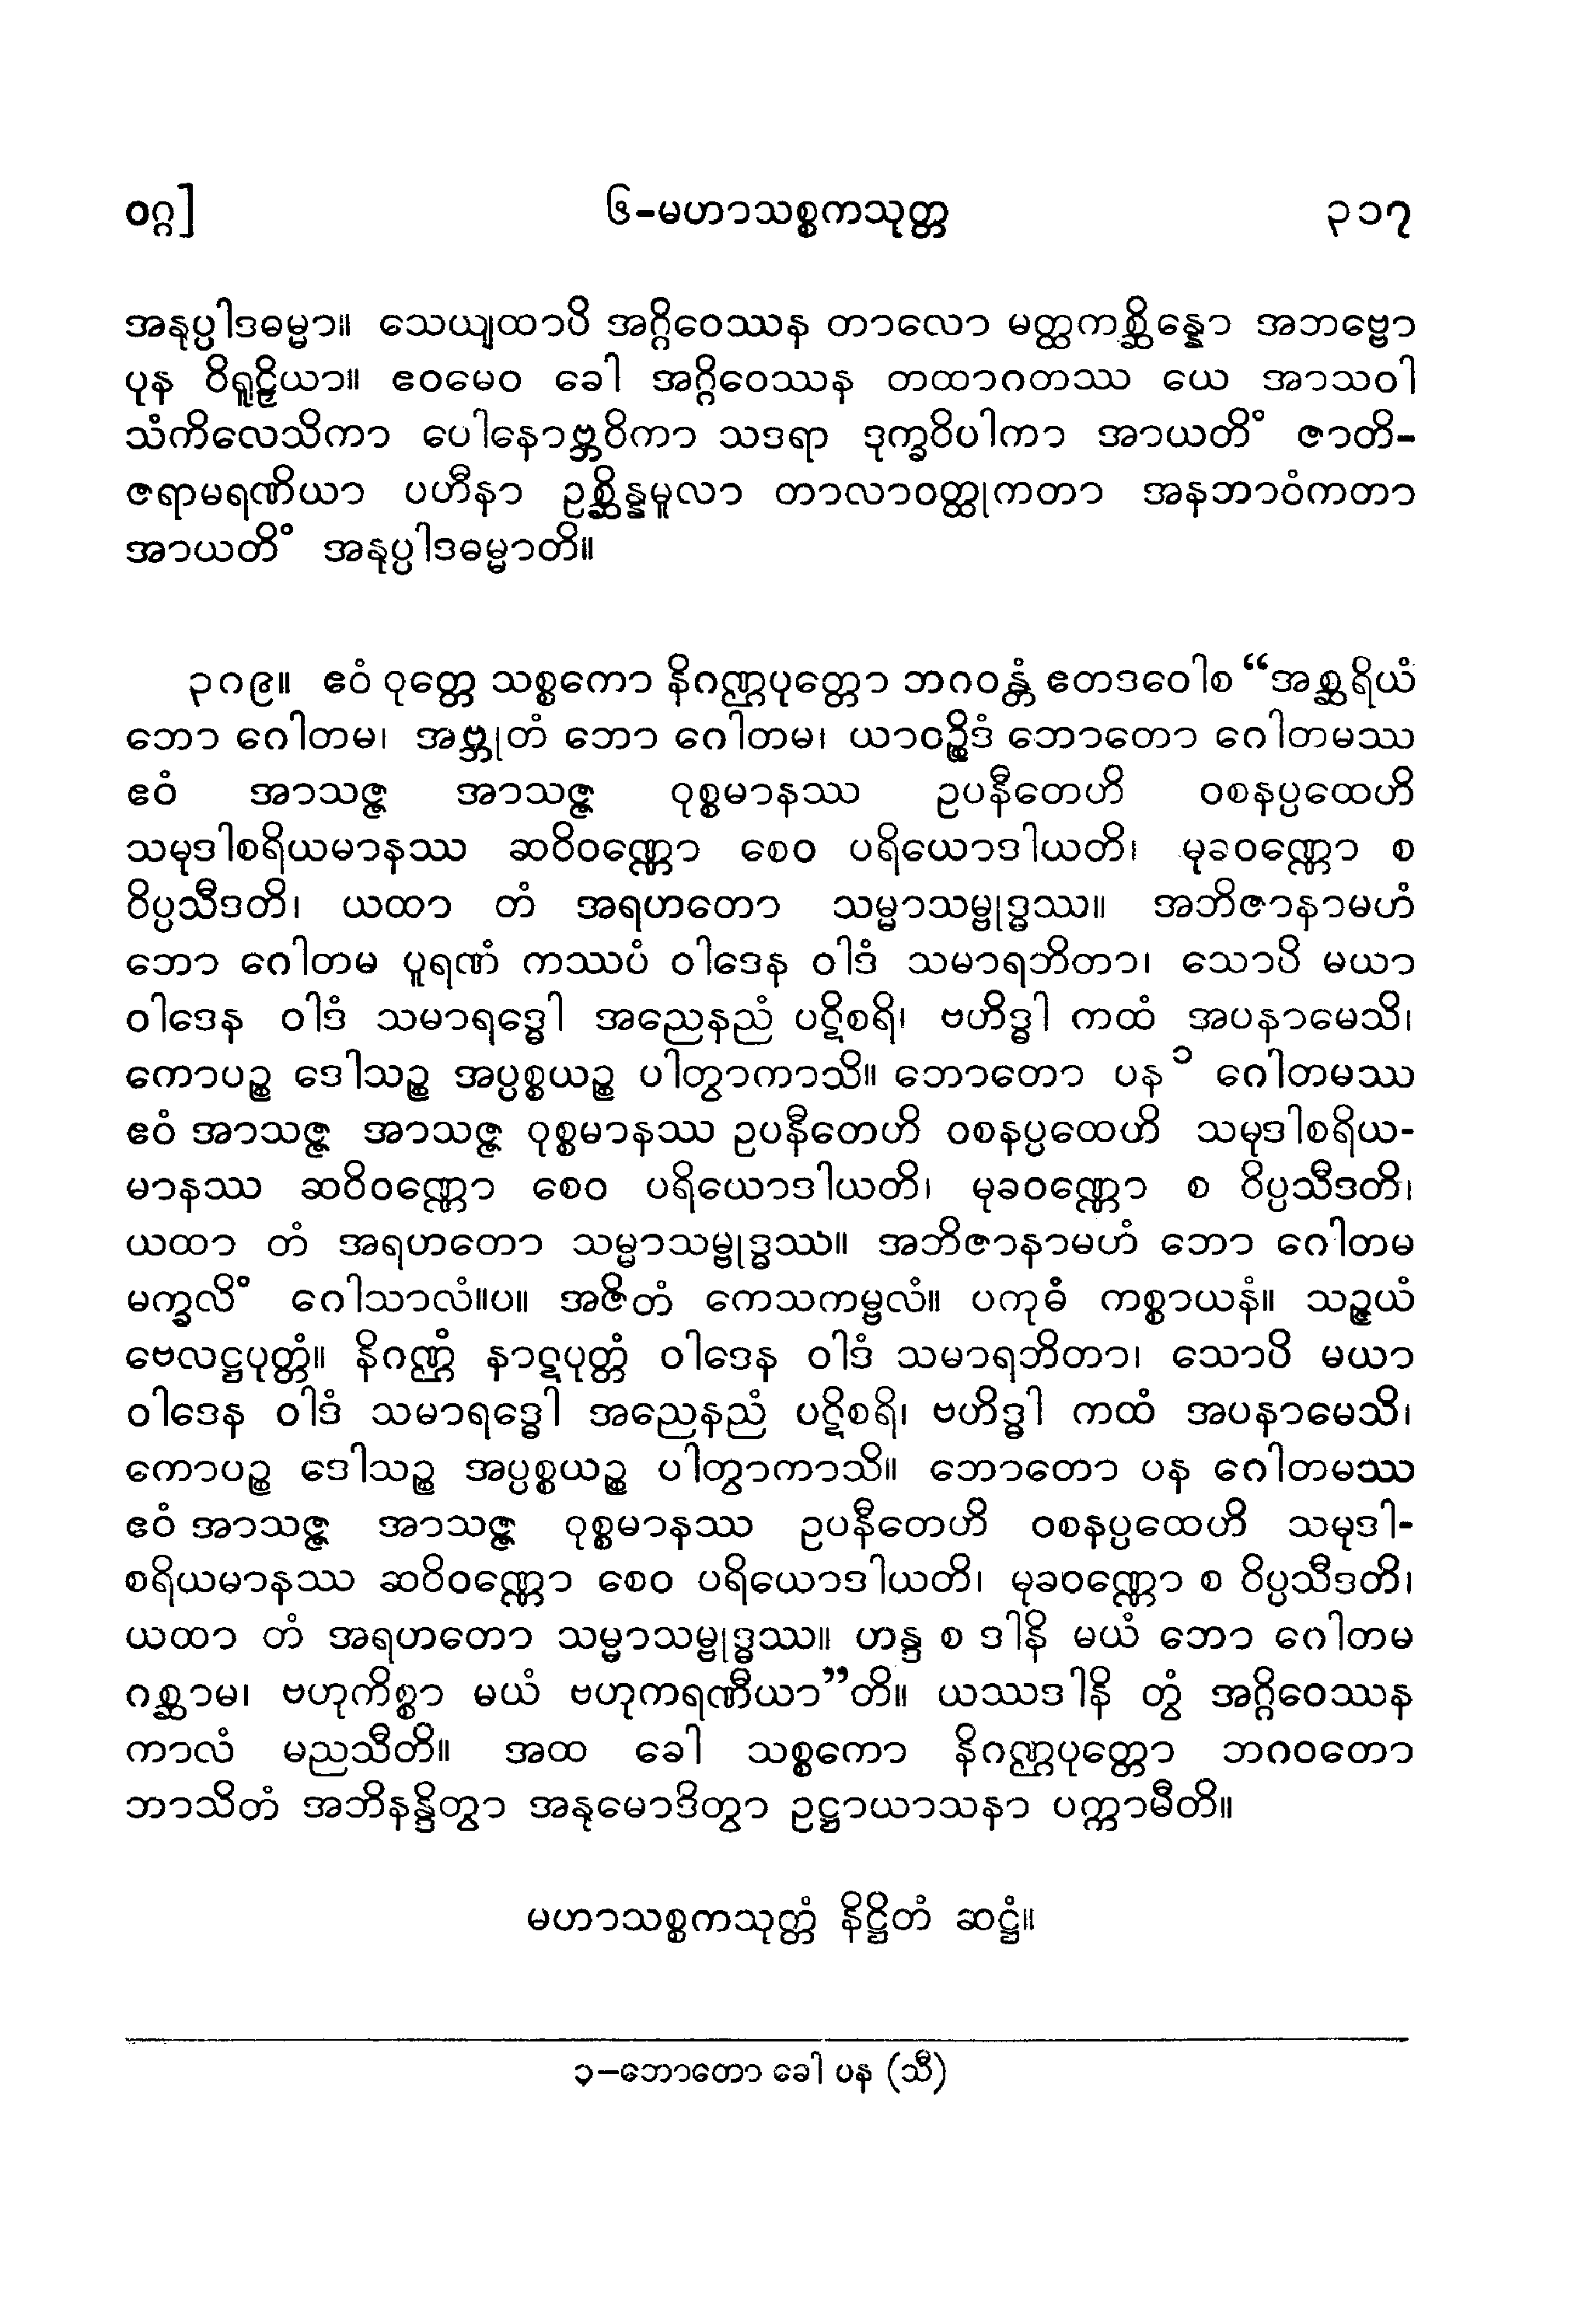 ဝဂ္ဂ]
၆-မဟာသစ္စကသုတ္တ
၃၁၇
အနုပ္ပါဒဓမ္မာ။ သေယျထာပိ အဂ္ဂိဝေဿန တာလော မတ္ထကစ္ဆိန္နော အဘဗ္ဗော
ပုန ဝိရူဠှိယာ။ ဧဝမေဝ ခေါ အဂ္ဂိဝေဿန တထာဂတဿ ယေ အာသဝါ
သံကိလေသိကာ ပေါနောဗ္ဘဝိကာ သဒရာ ဒုက္ခဝိပါကာ အာယတိံ ဇာတိ-
ဇရာမရဏိယာ ပဟီနာ ဥစ္ဆိန္နမူလာ တာလာဝတ္ထုကတာ အနဘာဝံကတာ
အာယတိံ အနုပ္ပါဒဓမ္မာတိ။
၃၈၉။ ဧဝံ ဝုတ္တေ သစ္စကော နိဂဏ္ဌပုတ္တော ဘဂဝန္တံ ဧတဒဝေါစ “အစ္ဆရိယံ
ဘော ဂေါတမ၊ အဗ္ဘုတံ ဘော ဂေါတမ၊ ယာဝဉ္စိဒံ ဘောတော ဂေါတမဿ
ဧဝံ အာသဇ္ဇ အာသဇ္ဇ ဝုစ္စမာနဿ ဥပနီတေဟိ ဝစနပ္ပထေဟိ
သမုဒါစရိယမာနဿ ဆဝိဝဏ္ဏော စေဝ ပရိယောဒါယတိ၊ မုခဝဏ္ဏော စ
ဝိပ္ပသီဒတိ၊ ယထာ တံ အရဟတော သမ္မာသမ္ဗုဒ္ဓဿ။ အဘိဇာနာမဟံ
ဘော ဂေါတမ ပူရဏံ ကဿပံ ဝါဒေန ဝါဒံ သမာရဘိတာ၊ သောပိ မယာ
ဝါဒေန ဝါဒံ သမာရဒ္ဓေါ အညေနညံ ပဋိစရိ၊ ဗဟိဒ္ဓါ ကထံ အပနာမေသိ၊
ကောပဉ္စ ဒေါသဉ္စ အပ္ပစ္စယဉ္စ ပါတွာကာသိ။ ဘောတော ပန ၁ ဂေါတမဿ
ဧဝံ အာသဇ္ဇ အာသဇ္ဇ ဝုစ္စမာနဿ ဥပနီတေဟိ ဝစနပ္ပထေဟိ သမုဒါစရိယ-
မာနဿ ဆဝိဝဏ္ဏော စေဝ ပရိယောဒါယတိ၊ မုခဝဏ္ဏော စ ဝိပ္ပသီဒတိ၊
ယထာ တံ အရဟတော သမ္မာသမ္ဗုဒ္ဓဿ။ အဘိဇာနာမဟံ ဘော ဂေါတမ
မက္ခလိံ ဂေါသာလံ။ပ။ အဇိတံ ကေသကမ္ဗလံ။ ပကုဓံ ကစ္စာယနံ။ သဉ္ဇယံ
ဗေလဋ္ဌပုတ္တံ။ နိဂဏ္ဌံ နာဋပုတ္တံ ဝါဒေန ဝါဒံ သမာရဘိတာ၊ သောပိ မယာ
ဝါဒေန ဝါဒံ သမာရဒ္ဓေါ အညေနညံ ပဋိစရိ၊ ဗဟိဒ္ဓါ ကထံ အပနာမေသိ၊
ကောပဉ္စ ဒေါသဉ္စ အပ္ပစ္စယဉ္စ ပါတွာကာသိ။ ဘောတော ပန ဂေါတမဿ
ဧဝံ အာသဇ္ဇ အာသဇ္ဇ ဝုစ္စမာနဿ ဥပနီတေဟိ ဝစနပ္ပထေဟိ သမုဒါ-
စရိယမာနဿ ဆဝိဝဏ္ဏော စေဝ ပရိယောဒါယတိ၊ မုခဝဏ္ဏော စ ဝိပ္ပသီဒတိ၊
ယထာ တံ အရဟတော သမ္မာသမ္ဗုဒ္ဓဿ။ ဟန္ဒ စ ဒါနိ မယံ ဘော ဂေါတမ
ဂစ္ဆာမ၊ ဗဟုကိစ္စာ မယံ ဗဟုကရဏီယာ”တိ။ ယဿဒါနိ တွံ အဂ္ဂိဝေဿန
ကာလံ မညသီတိ။ အထ ခေါ သစ္စကော နိဂဏ္ဌပုတ္တော ဘဂဝတော
ဘာသိတံ အဘိနန္ဒိတွာ အနုမောဒိတွာ ဥဋ္ဌာယာသနာ ပက္ကာမီတိ။
မဟာသစ္စကသုတ္တံ နိဋ္ဌိတံ ဆဋ္ဌံ။
၁-ဘောတော ခေါ ပန (သီ)